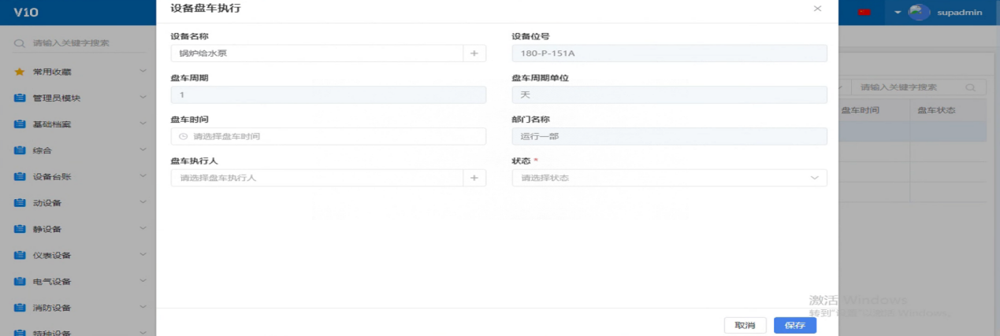 V10
请输入关键字搜索
常用收藏
管理员模块
基础档案
综合
设备台账
动设备
静设备
仪表设备
电气设备
消防设备
特种设备
设备盘车执行
supadmin
设备名称
锅炉给水泵
设备位号
180-P-151A
盘车周期
1
盘车周期单位
天
盘车时间
请选择盘车时间
部门名称
运行一部
盘车执行人
请选择盘车执行人
状态 *
请选择状态
请输入关键字搜索
盘车时间 盘车状态
激活 Windows
转到"设置"以激活 Windows。
取消 保存